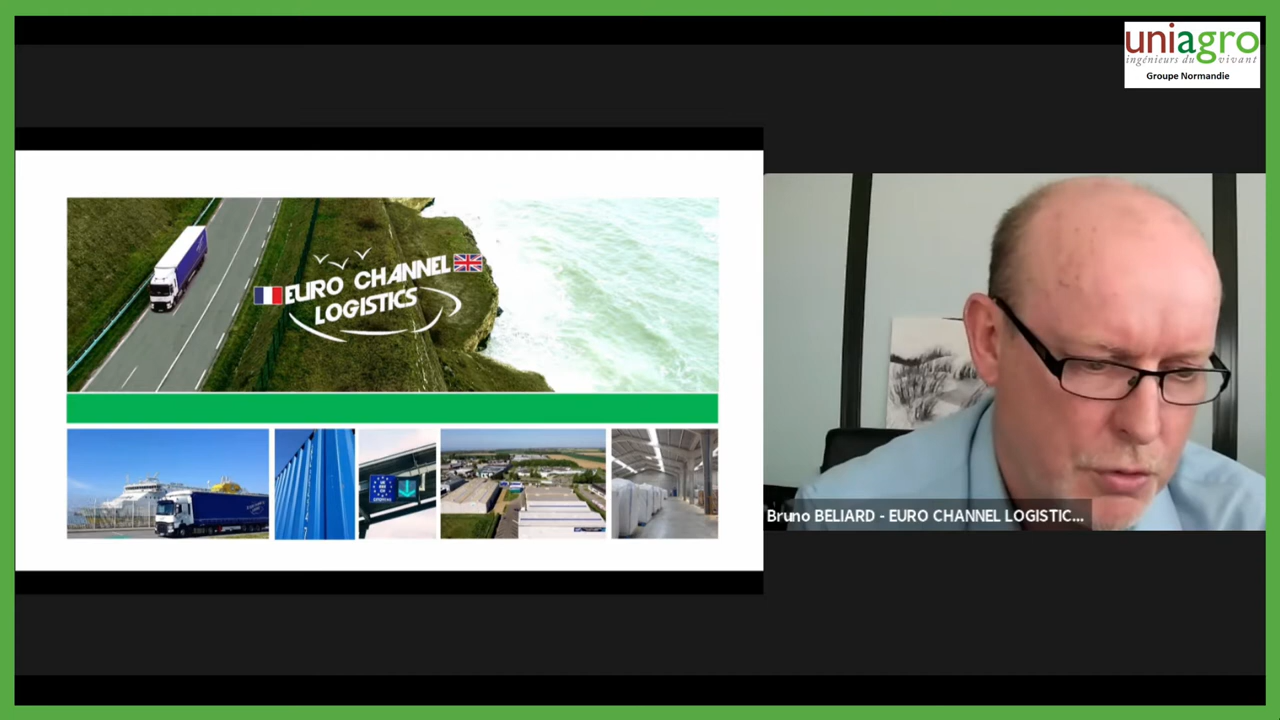 uniagro
ingénieurs du vivant
Groupe Normandie
EURO CHANNEL
LOGISTICS
Bruno BELIARD - EURO CHANNEL LOGISTIC...